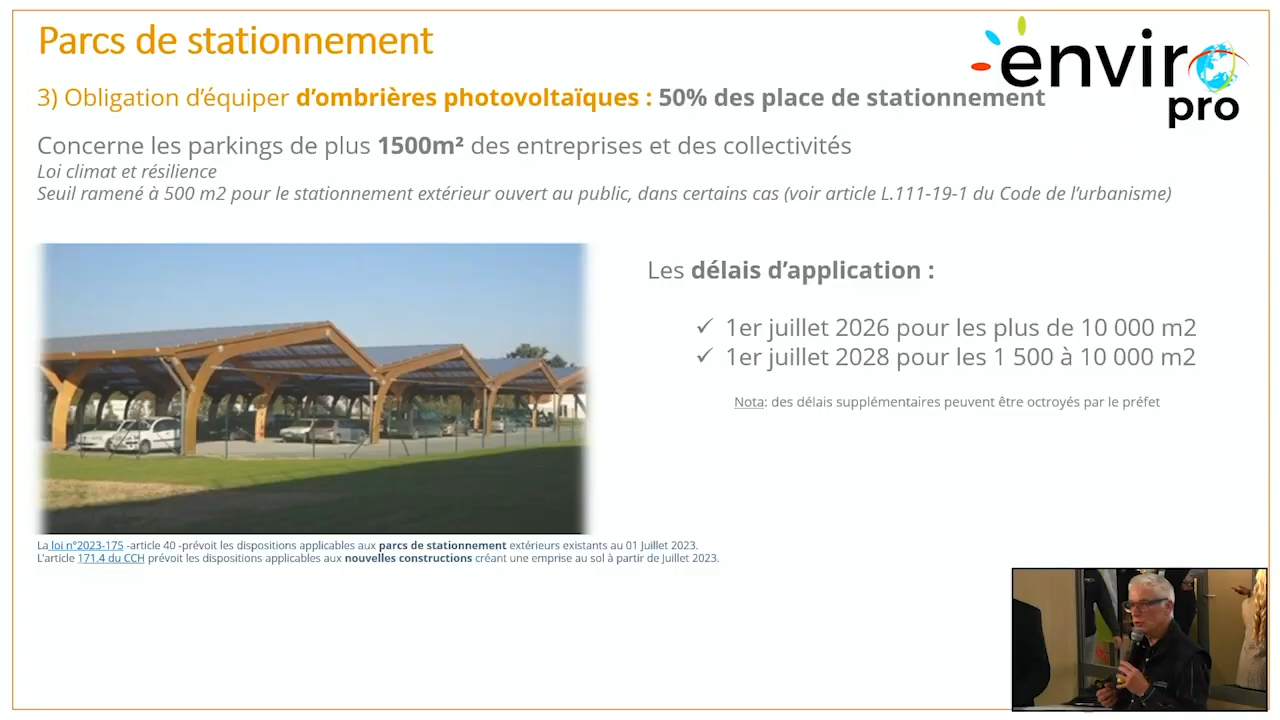 Parcs de stationnement
enviro
pro
3) Obligation d’équiper d’ombrières photovoltaïques : 50% des place de stationnement
Concerne les parkings de plus 1500m² des entreprises et des collectivités
Loi climat et résilience
Seuil ramené à 500 m2 pour le stationnement extérieur ouvert au public, dans certains cas (voir article L.111-19-1 du Code de l’urbanisme)
Les délais d’application :
✓ 1er juillet 2026 pour les plus de 10 000 m2
✓ 1er juillet 2028 pour les 1 500 à 10 000 m2
Nota: des délais supplémentaires peuvent être octroyés par le préfet
La loi n°2023-175 -article 40 -prévoit les dispositions applicables aux parcs de stationnement extérieurs existants au 01 Juillet 2023.
L’article 171.4 du CCH prévoit les dispositions applicables aux nouvelles constructions créant une emprise au sol à partir de Juillet 2023.